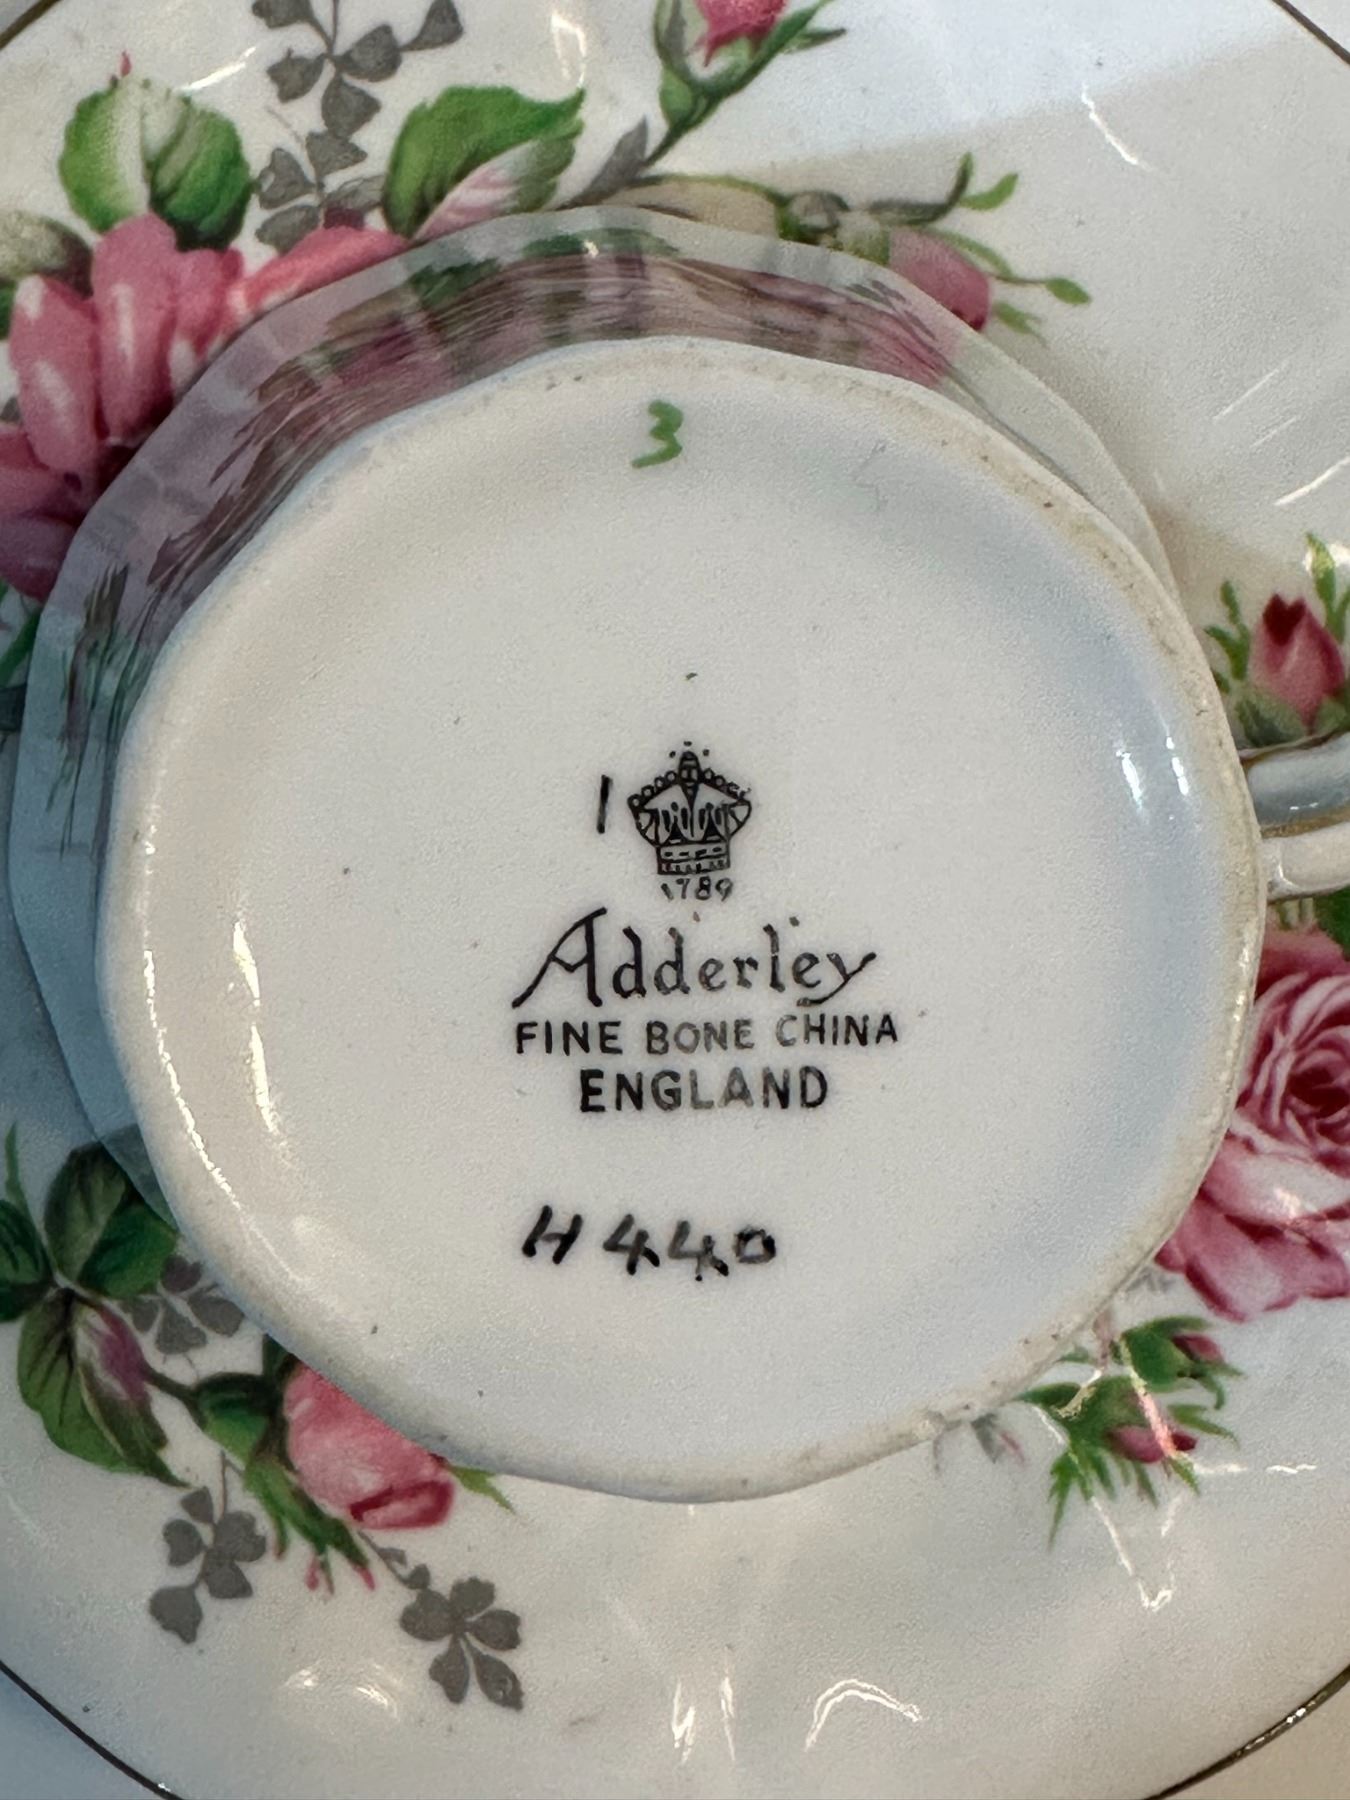 3
1
1789
Adderley
FINE BONE CHINA
ENGLAND
H440